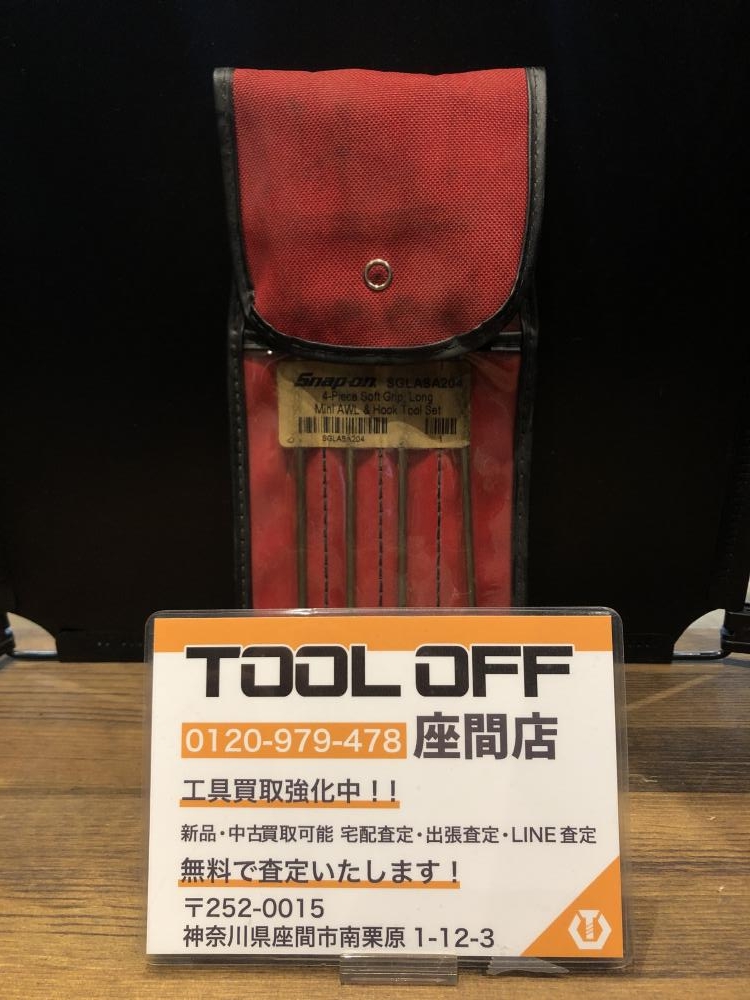 Snap-on SGLASA204
4-Piece Soft Grip, Long
Mini AWL & Hook Tool Set
SGLASA204 1
TOOL OFF
0120-979-478 座間店
工具買取強化中！！
新品・中古買取可能 宅配査定・出張査定・LINE査定
無料で査定いたします！
〒252-0015
神奈川県座間市南栗原 1-12-3